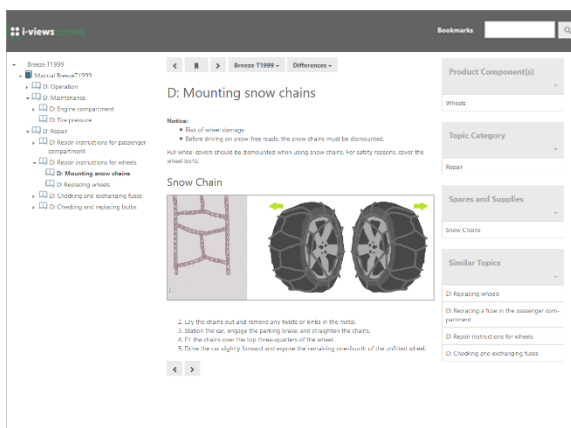 i-views content
Bookmarks
Breeze T1999
Manual BreezeT1999
D: Operation
D: Maintenance
D: Engine compartment
D: Tire pressure
D: Repair
D: Repair instructions for passenger
compartment
D: Repair instructions for wheels
D: Mounting snow chains
D: Replacing wheels
D: Checking and exchanging fuses
D: Checking and replacing bulbs
Breeze T1999
Differences
D: Mounting snow chains
Notice:
Risk of wheel damage
Before driving on snow-free roads, the snow chains must be dismounted.
Full wheel covers should be dismounted when using snow chains. For safety reasons, cover the
wheel bolts.
Snow Chain
2. Lay the chains out and remove any twists or kinks in the metal.
3. Station the car, engage the parking brake, and straighten the chains.
4. Fit the chains over the top three-quarters of the wheel.
5. Drive the car slightly forward and expose the remaining one-fourth of the unfitted wheel.
Product Component(s)
Wheels
Topic Category
Repair
Spares and Supplies
Snow Chains
Similar Topics
D: Replacing wheels
D: Replacing a fuse in the passenger com-
partment
D: Repair instructions for wheels
D: Checking and exchanging fuses